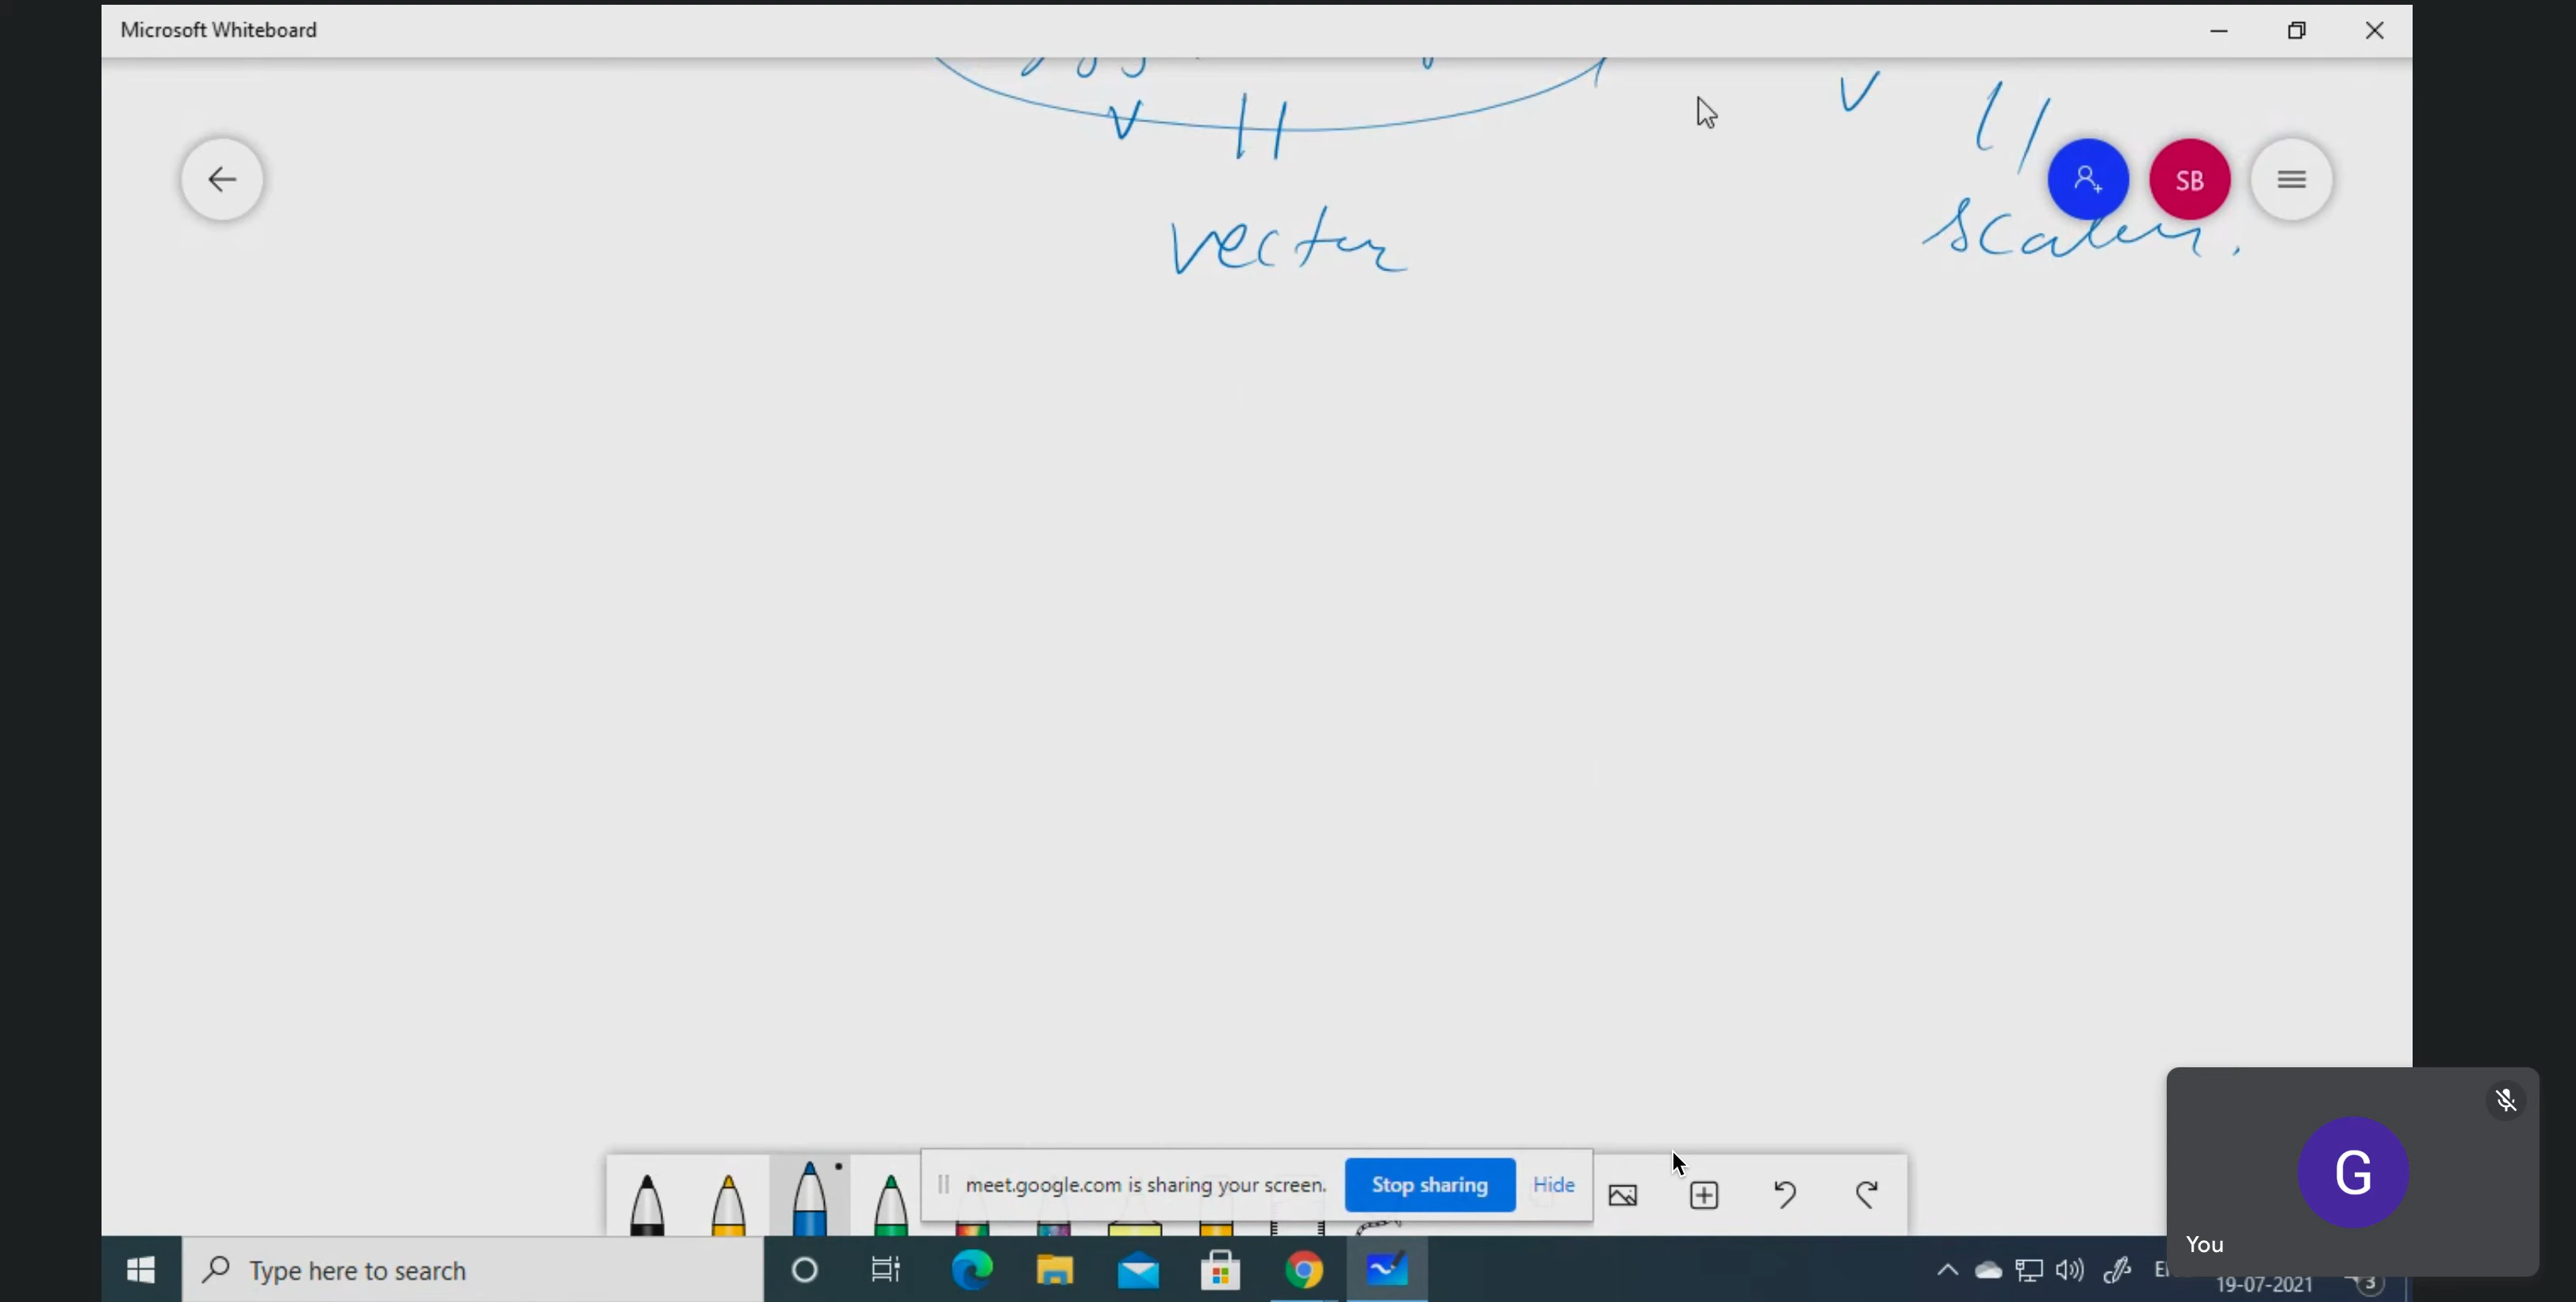 Microsoft Whiteboard
v ||
v //
SB
vector
scalar.
meet.google.com is sharing your screen. Stop sharing Hide
G
You
Type here to search
19-07-2021
3